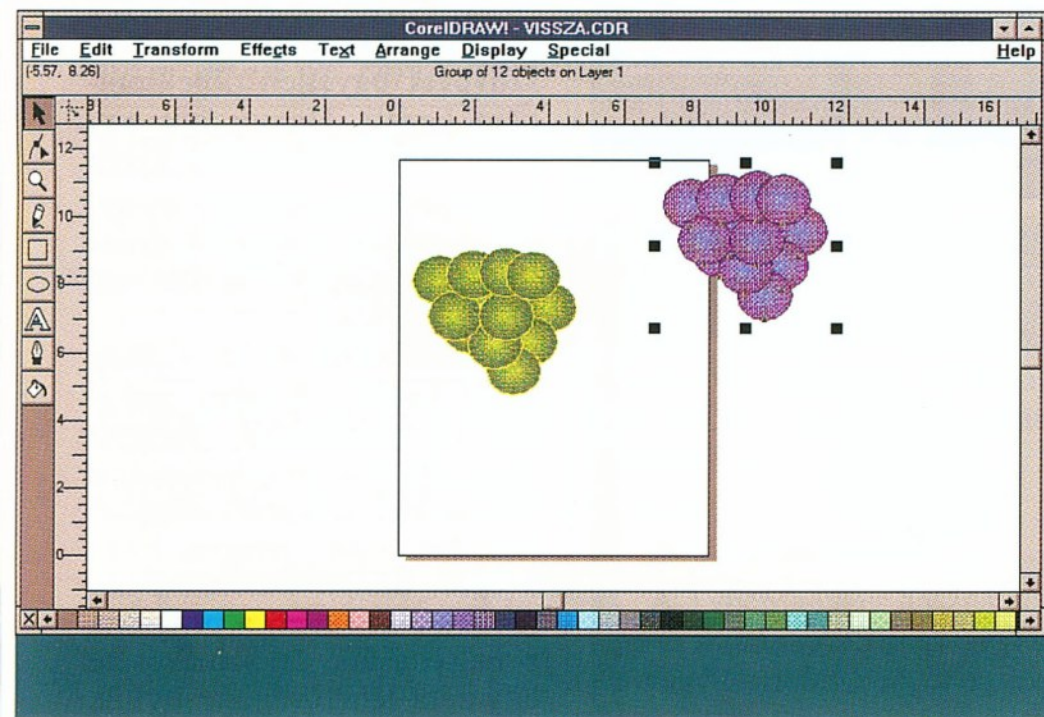 CorelDRAW! - VISSZA.CDR
File Edit Transform Effects Text Arrange Display Special Help
(-5.57, 8.26) Group of 12 objects on Layer 1
8 6 4 2 0 2 4 6 8 10 12 14 16
12
10
8
6
A
4
2
0